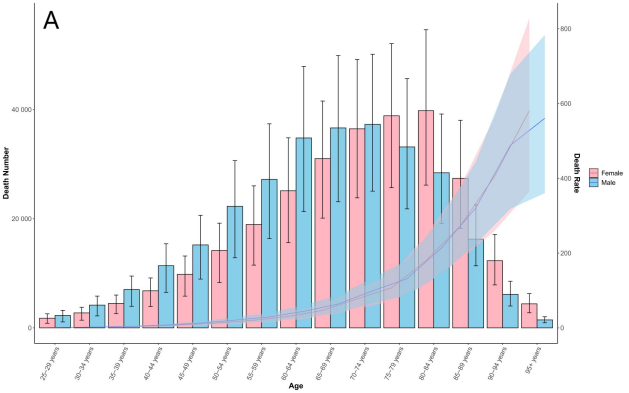 A
Death Number
40 000
20 000
0
Death Rate
800
600
400
200
0
Female
Male
25−29 years
30−34 years
35−39 years
40−44 years
45−49 years
50−54 years
55−59 years
60−64 years
65−69 years
70−74 years
75−79 years
80−84 years
85−89 years
90−94 years
95+ years
Age